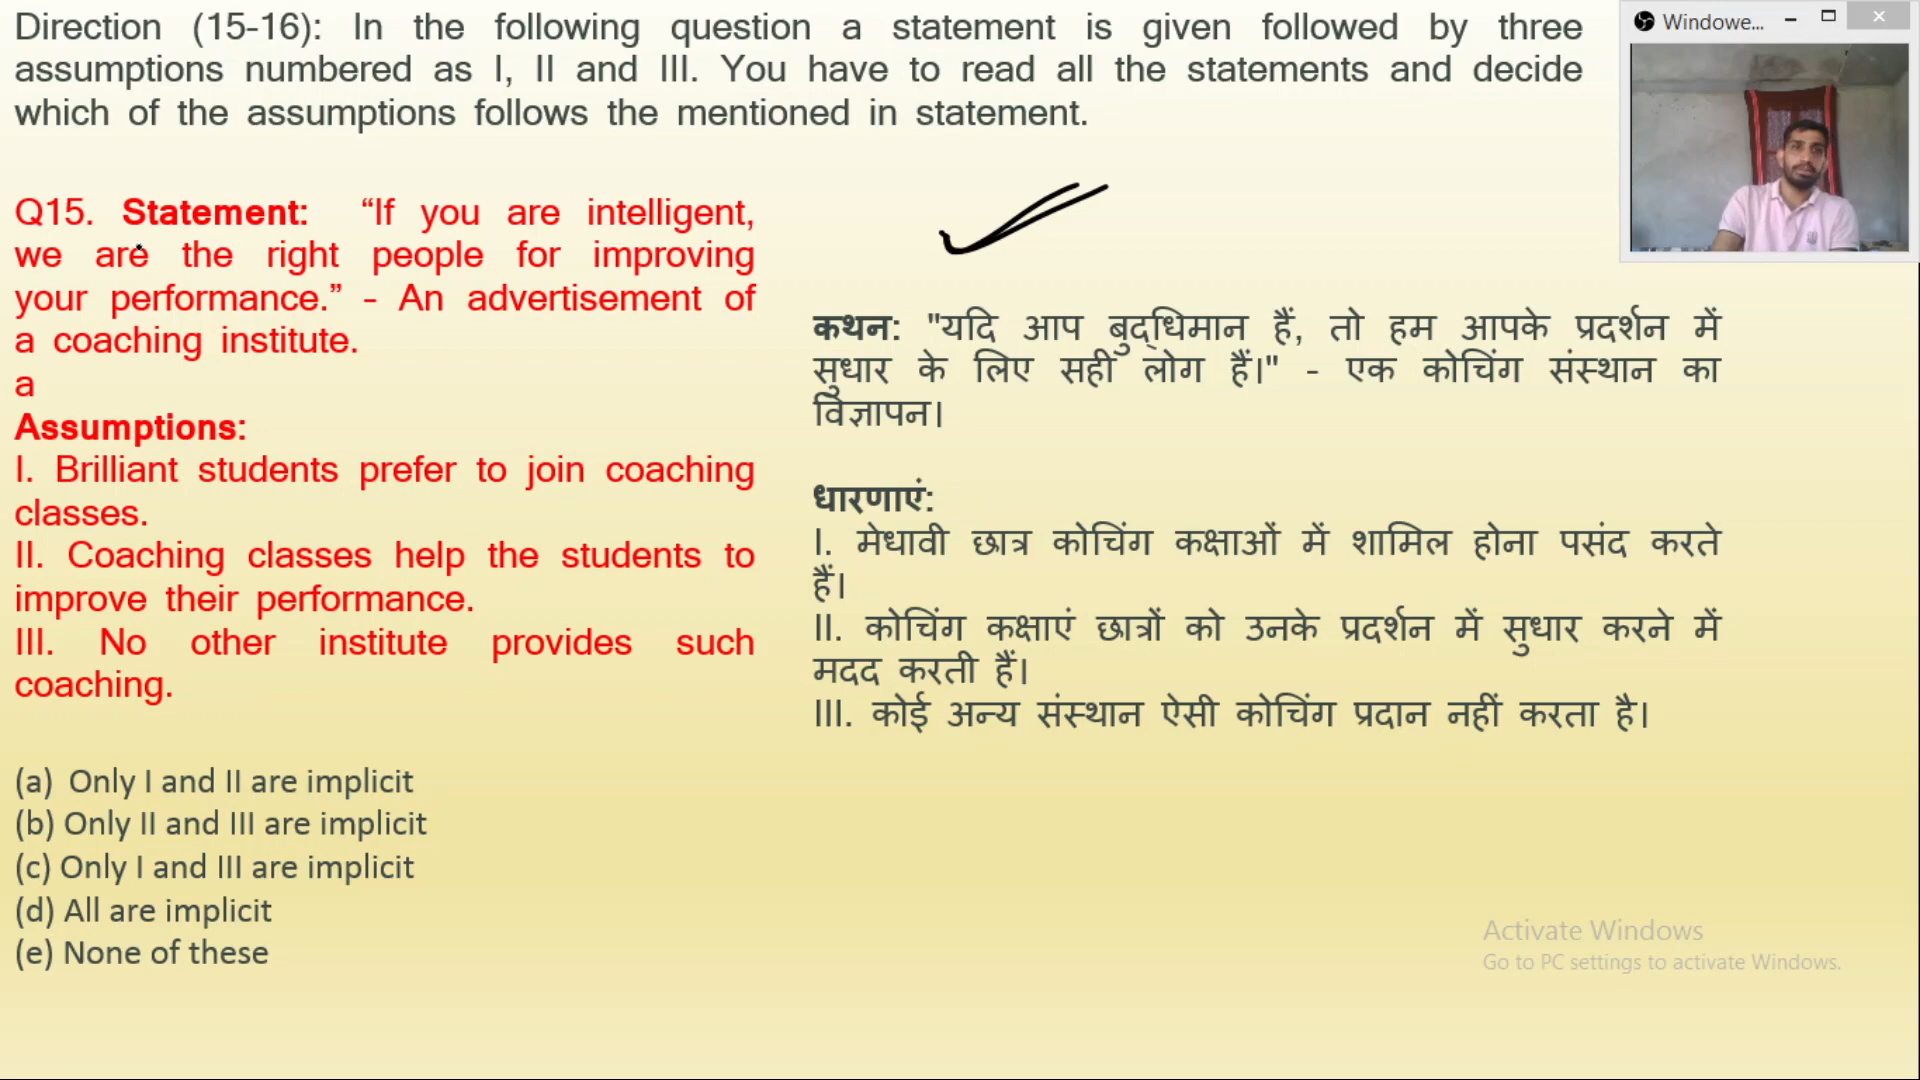 Direction (15-16): In the following question a statement is given followed by three
assumptions numbered as I, II and III. You have to read all the statements and decide
which of the assumptions follows the mentioned in statement.
Windowe...
Q15. Statement: “If you are intelligent,
we are the right people for improving
your performance.” – An advertisement of
a coaching institute.
a
Assumptions:
I. Brilliant students prefer to join coaching
classes.
II. Coaching classes help the students to
improve their performance.
III. No other institute provides such
coaching.
(a) Only I and II are implicit
(b) Only II and III are implicit
(c) Only I and III are implicit
(d) All are implicit
(e) None of these
कथन: "यदि आप बुद्धिमान हैं, तो हम आपके प्रदर्शन में
सुधार के लिए सही लोग हैं।" - एक कोचिंग संस्थान का
विज्ञापन।
धारणाएं:
I. मेधावी छात्र कोचिंग कक्षाओं में शामिल होना पसंद करते
हैं।
II. कोचिंग कक्षाएं छात्रों को उनके प्रदर्शन में सुधार करने में
मदद करती हैं।
III. कोई अन्य संस्थान ऐसी कोचिंग प्रदान नहीं करता है।
Activate Windows
Go to PC settings to activate Windows.